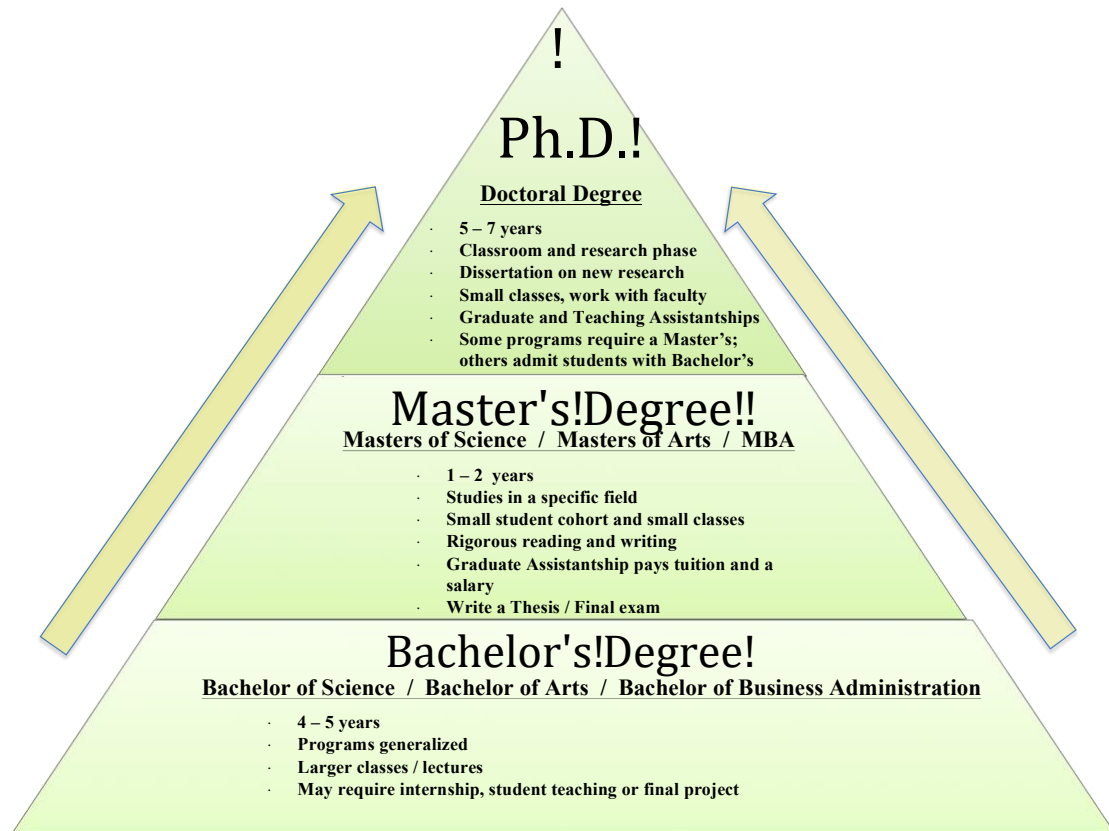 !
Ph.D.!
Doctoral Degree
· 5 – 7 years
· Classroom and research phase
· Dissertation on new research
· Small classes, work with faculty
· Graduate and Teaching Assistantships
· Some programs require a Master's;
others admit students with Bachelor's
Master's!Degree!!
Masters of Science / Masters of Arts / MBA
· 1 – 2 years
· Studies in a specific field
· Small student cohort and small classes
· Rigorous reading and writing
· Graduate Assistantship pays tuition and a
salary
· Write a Thesis / Final exam
Bachelor's!Degree!
Bachelor of Science / Bachelor of Arts / Bachelor of Business Administration
· 4 – 5 years
· Programs generalized
· Larger classes / lectures
· May require internship, student teaching or final project